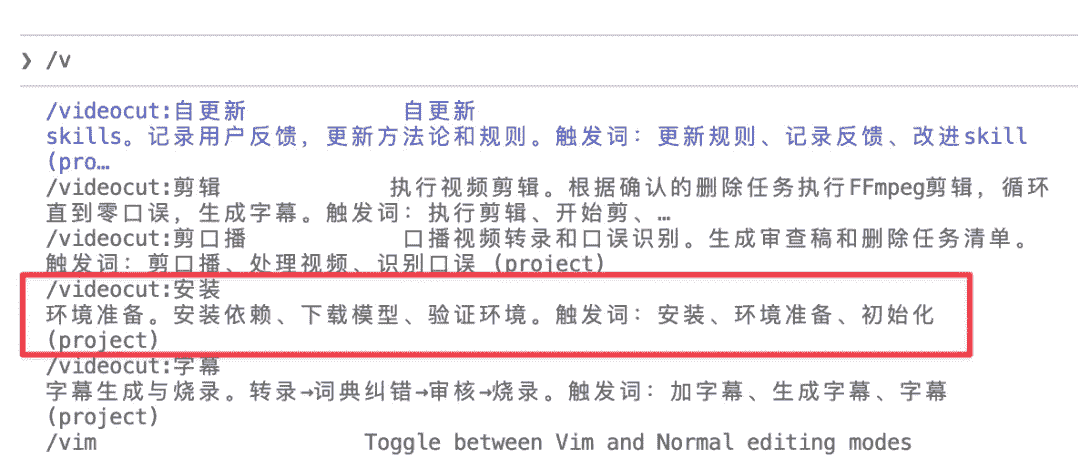 ❯ /v
/videocut:自更新 自更新
skills。记录用户反馈，更新方法论和规则。触发词：更新规则、记录反馈、改进skill
(pro…
/videocut:剪辑 执行视频剪辑。根据确认的删除任务执行FFmpeg剪辑，循环
直到零口误，生成字幕。触发词：执行剪辑、开始剪、…
/videocut:剪口播 口播视频转录和口误识别。生成审查稿和删除任务清单。
触发词：剪口播、处理视频、识别口误 (project)
/videocut:安装
环境准备。安装依赖、下载模型、验证环境。触发词：安装、环境准备、初始化
(project)
/videocut:字幕
字幕生成与烧录。转录→词典纠错→审核→烧录。触发词：加字幕、生成字幕、字幕
(project)
/vim Toggle between Vim and Normal editing modes